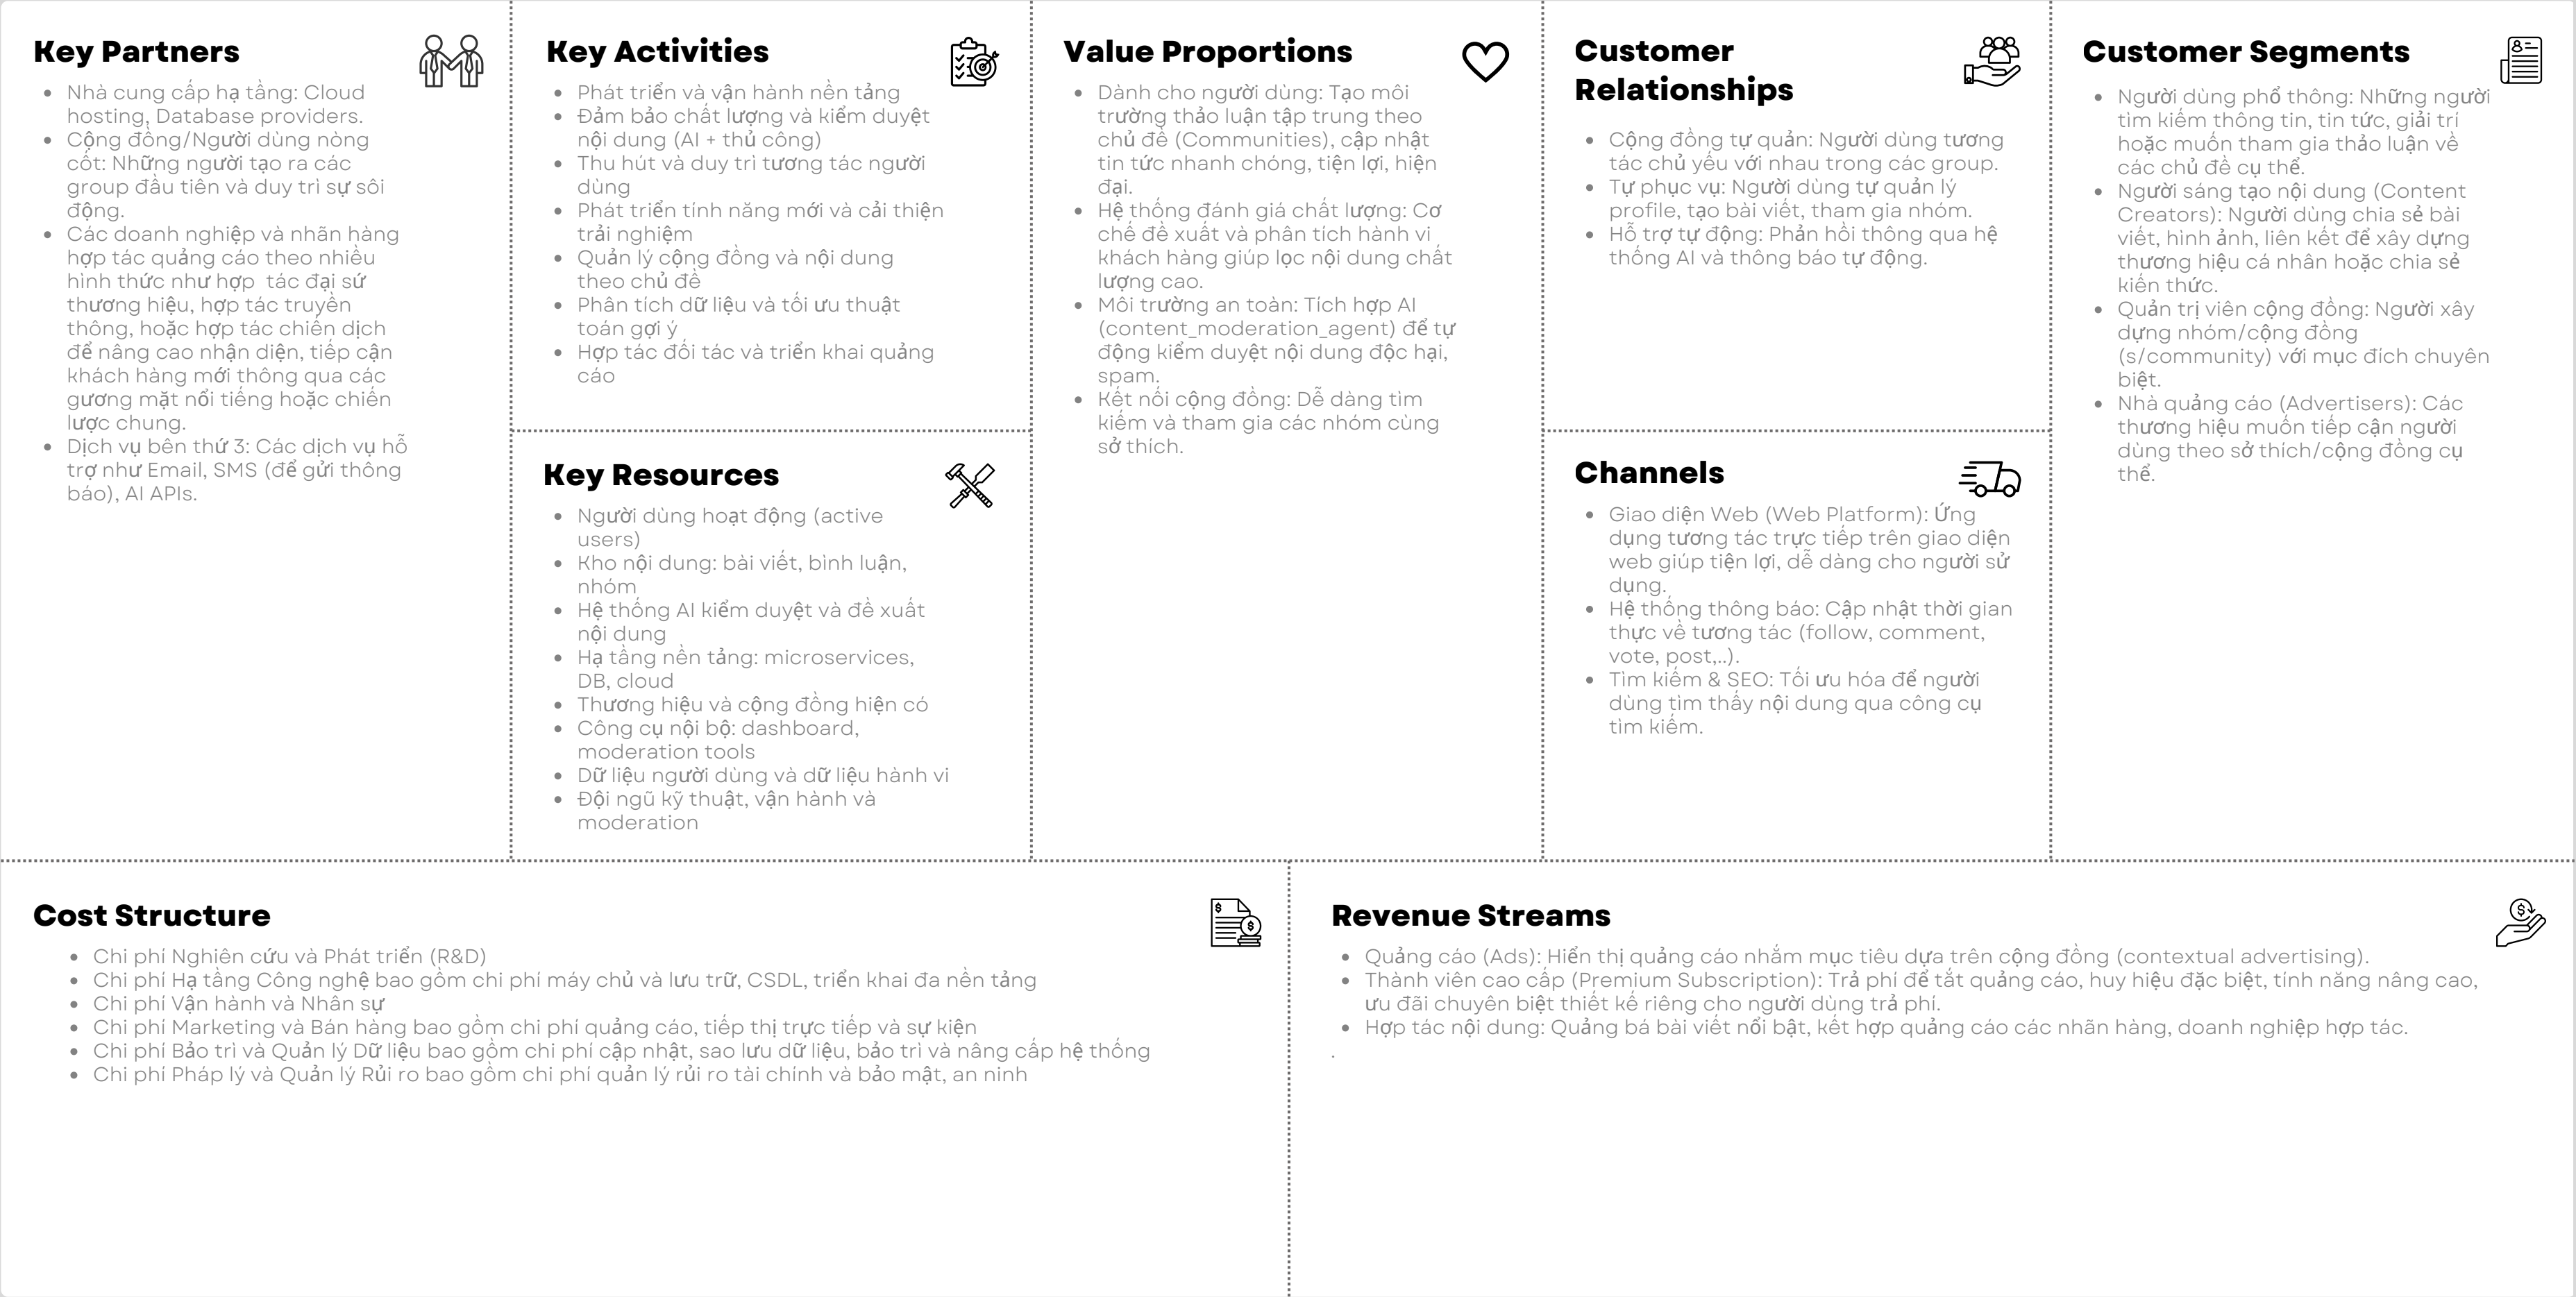 Key Partners
Nhà cung cấp hạ tầng: Cloud
hosting, Database providers.
Cộng đồng/Người dùng nòng
cốt: Những người tạo ra các
group đầu tiên và duy trì sự sôi
động.
Các doanh nghiệp và nhãn hàng
hợp tác quảng cáo theo nhiều
hình thức như hợp  tác đại sứ
thương hiệu, hợp tác truyền
thông, hoặc hợp tác chiến dịch
để nâng cao nhận diện, tiếp cận
khách hàng mới thông qua các
gương mặt nổi tiếng hoặc chiến
lược chung.
Dịch vụ bên thứ 3: Các dịch vụ hỗ
trợ như Email, SMS (để gửi thông
báo), AI APIs.
Key Activities
Phát triển và vận hành nền tảng
Đảm bảo chất lượng và kiểm duyệt
nội dung (AI + thủ công)
Thu hút và duy trì tương tác người
dùng
Phát triển tính năng mới và cải thiện
trải nghiệm
Quản lý cộng đồng và nội dung
theo chủ đề
Phân tích dữ liệu và tối ưu thuật
toán gợi ý
Hợp tác đối tác và triển khai quảng
cáo
Key Resources
Người dùng hoạt động (active
users)
Kho nội dung: bài viết, bình luận,
nhóm
Hệ thống AI kiểm duyệt và đề xuất
nội dung
Hạ tầng nền tảng: microservices,
DB, cloud
Thương hiệu và cộng đồng hiện có
Công cụ nội bộ: dashboard,
moderation tools
Dữ liệu người dùng và dữ liệu hành vi
Đội ngũ kỹ thuật, vận hành và
moderation
Value Proportions
Dành cho người dùng: Tạo môi
trường thảo luận tập trung theo
chủ đề (Communities), cập nhật
tin tức nhanh chóng, tiện lợi, hiện
đại.
Hệ thống đánh giá chất lượng: Cơ
chế đề xuất và phân tích hành vi
khách hàng giúp lọc nội dung chất
lượng cao.
Môi trường an toàn: Tích hợp AI
(content_moderation_agent) để tự
động kiểm duyệt nội dung độc hại,
spam.
Kết nối cộng đồng: Dễ dàng tìm
kiếm và tham gia các nhóm cùng
sở thích.
Customer
Relationships
Cộng đồng tự quản: Người dùng tương
tác chủ yếu với nhau trong các group.
Tự phục vụ: Người dùng tự quản lý
profile, tạo bài viết, tham gia nhóm.
Hỗ trợ tự động: Phản hồi thông qua hệ
thống AI và thông báo tự động.
Channels
Giao diện Web (Web Platform): Ứng
dụng tương tác trực tiếp trên giao diện
web giúp tiện lợi, dễ dàng cho người sử
dụng.
Hệ thống thông báo: Cập nhật thời gian
thực về tương tác (follow, comment,
vote, post,..).
Tìm kiếm & SEO: Tối ưu hóa để người
dùng tìm thấy nội dung qua công cụ
tìm kiếm.
Customer Segments
Người dùng phổ thông: Những người
tìm kiếm thông tin, tin tức, giải trí
hoặc muốn tham gia thảo luận về
các chủ đề cụ thể.
Người sáng tạo nội dung (Content
Creators): Người dùng chia sẻ bài
viết, hình ảnh, liên kết để xây dựng
thương hiệu cá nhân hoặc chia sẻ
kiến thức.
Quản trị viên cộng đồng: Người xây
dựng nhóm/cộng đồng
(s/community) với mục đích chuyên
biệt.
Nhà quảng cáo (Advertisers): Các
thương hiệu muốn tiếp cận người
dùng theo sở thích/cộng đồng cụ
thể.
Cost Structure
Chi phí Nghiên cứu và Phát triển (R&D)
Chi phí Hạ tầng Công nghệ bao gồm chi phí máy chủ và lưu trữ, CSDL, triển khai đa nền tảng
Chi phí Vận hành và Nhân sự
Chi phí Marketing và Bán hàng bao gồm chi phí quảng cáo, tiếp thị trực tiếp và sự kiện
Chi phí Bảo trì và Quản lý Dữ liệu bao gồm chi phí cập nhật, sao lưu dữ liệu, bảo trì và nâng cấp hệ thống
Chi phí Pháp lý và Quản lý Rủi ro bao gồm chi phí quản lý rủi ro tài chính và bảo mật, an ninh
Revenue Streams
Quảng cáo (Ads): Hiển thị quảng cáo nhắm mục tiêu dựa trên cộng đồng (contextual advertising).
Thành viên cao cấp (Premium Subscription): Trả phí để tắt quảng cáo, huy hiệu đặc biệt, tính năng nâng cao,
ưu đãi chuyên biệt thiết kế riêng cho người dùng trả phí.
Hợp tác nội dung: Quảng bá bài viết nổi bật, kết hợp quảng cáo các nhãn hàng, doanh nghiệp hợp tác.
.